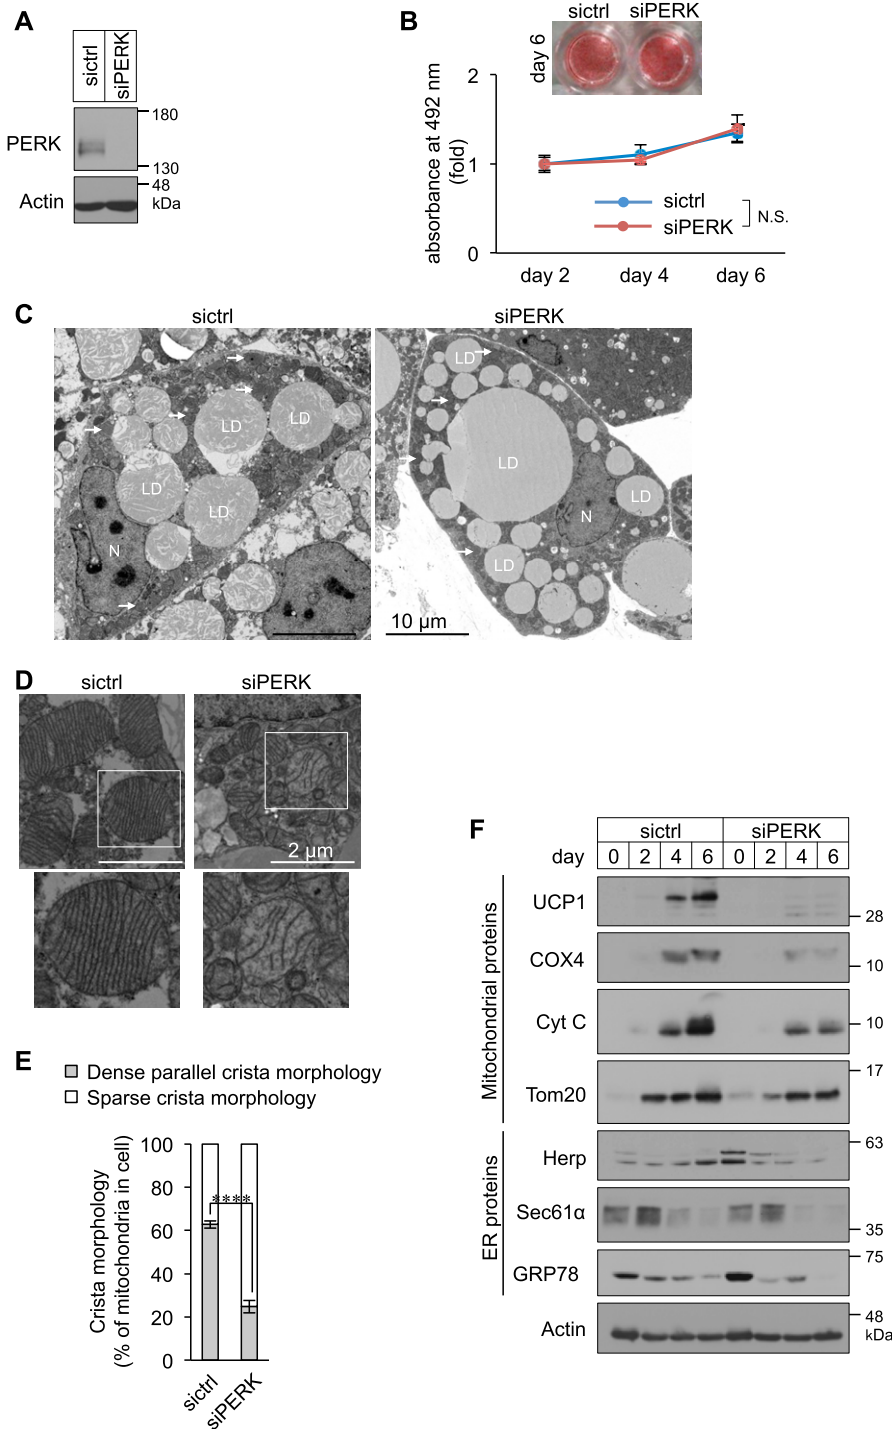 A
sictrl
siPERK
PERK
180
130
Actin
48
kDa
B
sictrl siPERK
day 6
absorbance at 492 nm
(fold)
2
1
0
sictrl
siPERK
N.S.
day 2 day 4 day 6
C
sictrl
siPERK
LD
LD
LD
LD
N
LD
LD
LD
N
LD
10 μm
D
sictrl
siPERK
2 μm
E
Dense parallel crista morphology
Sparse crista morphology
Crista morphology
(% of mitochondria in cell)
100
80
60
40
20
0
****
sictrl
siPERK
F
sictrl siPERK
day 0 2 4 6 0 2 4 6
Mitochondrial proteins
UCP1
28
COX4
10
Cyt C
10
Tom20
17
ER proteins
Herp
63
Sec61α
35
GRP78
75
Actin
48
kDa